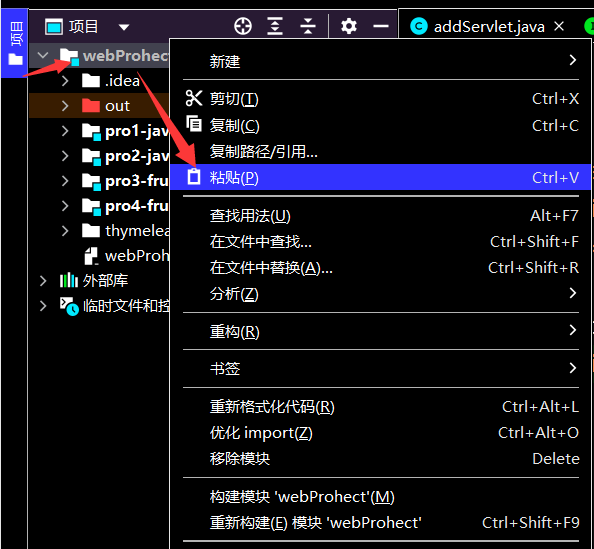 项目
项目
addServlet.java
webProhect
.idea
out
pro1-jav
pro2-jav
pro3-fru
pro4-fru
thymelea
webProh
外部库
临时文件和控
新建
剪切(T) Ctrl+X
复制(C) Ctrl+C
复制路径/引用...
粘贴(P) Ctrl+V
查找用法(U) Alt+F7
在文件中查找... Ctrl+Shift+F
在文件中替换(A)... Ctrl+Shift+R
分析(Z)
重构(R)
书签
重新格式化代码(R) Ctrl+Alt+L
优化 import(Z) Ctrl+Alt+O
移除模块 Delete
构建模块 'webProhect'(M)
重新构建(E) 模块 'webProhect' Ctrl+Shift+F9